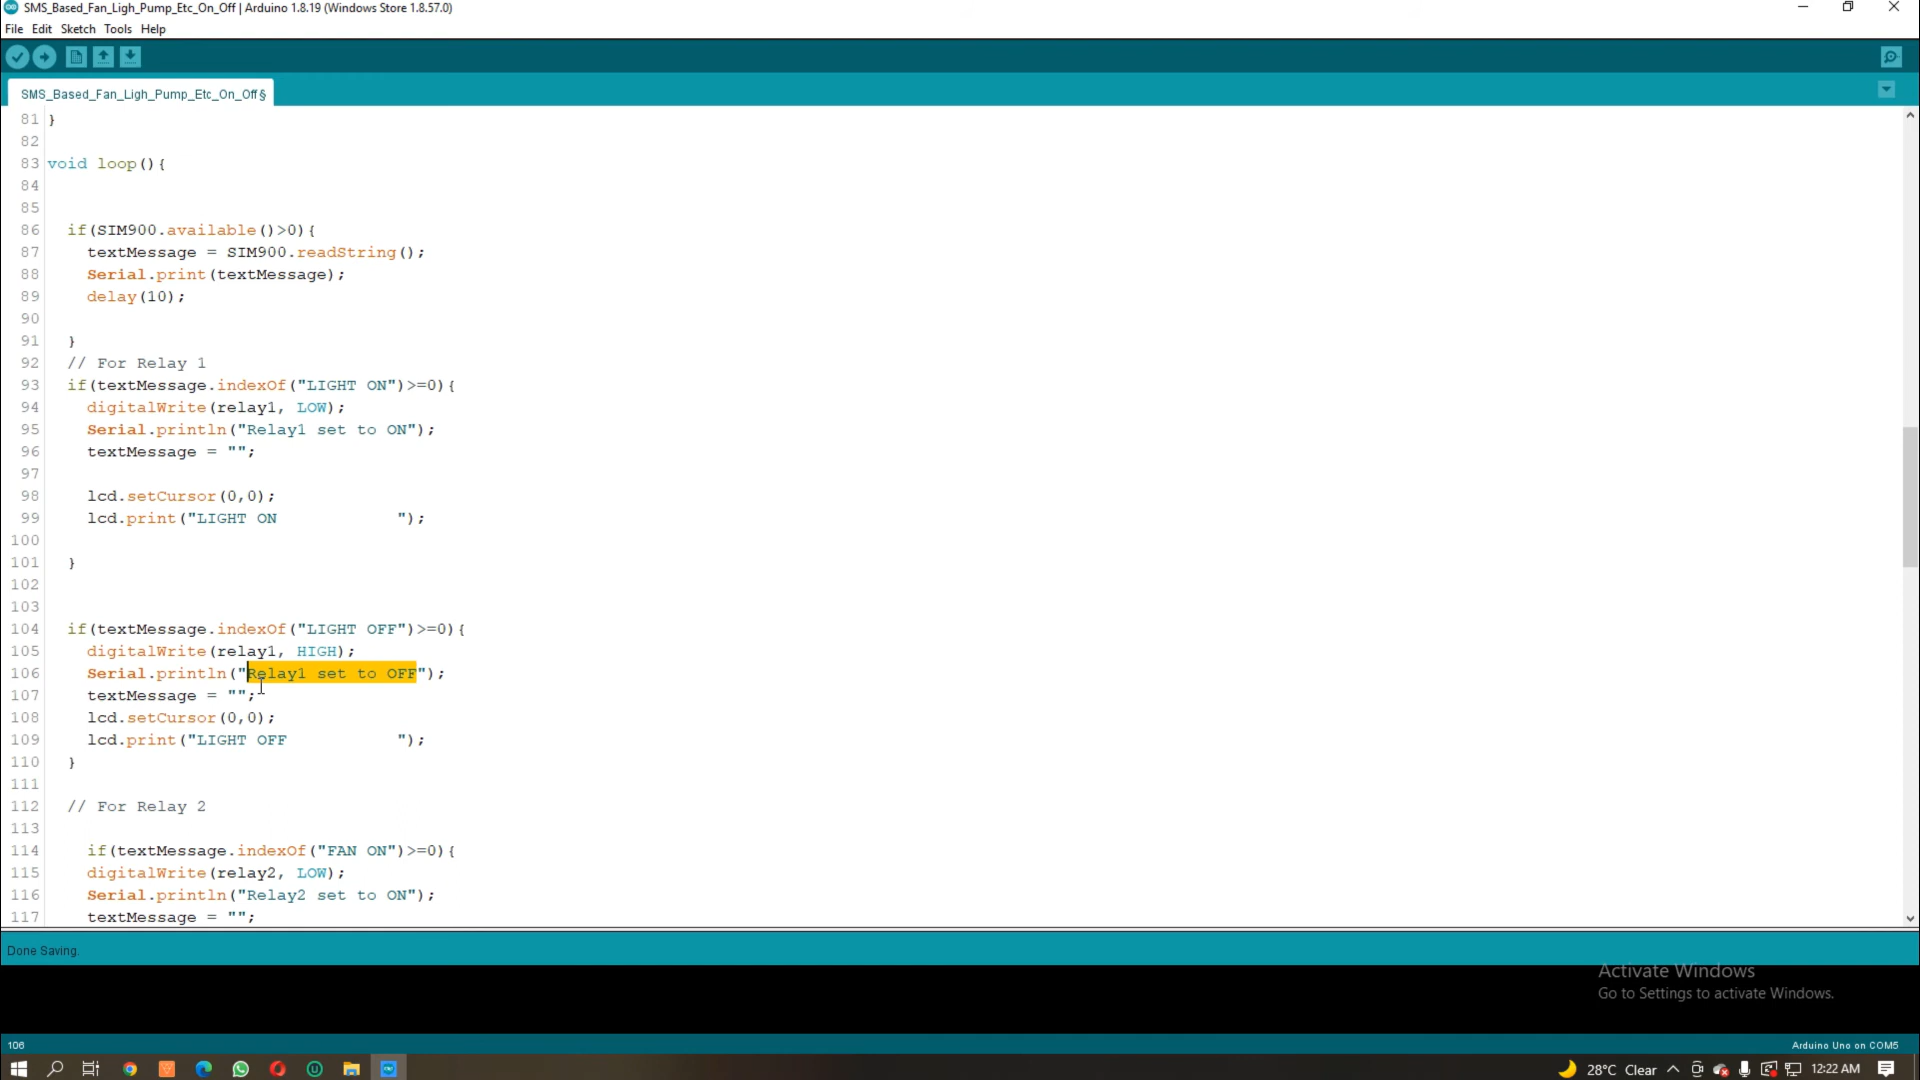 SMS_Based_Fan_Ligh_Pump_Etc_On_Off | Arduino 1.8.19 (Windows Store 1.8.57.0)
File Edit Sketch Tools Help
SMS_Based_Fan_Ligh_Pump_Etc_On_Off §
81 }
82
83 void loop(){
84
85
86 if(SIM900.available()>0){
87 textMessage = SIM900.readString();
88 Serial.print(textMessage);
89 delay(10);
90
91 }
92 // For Relay 1
93 if(textMessage.indexOf("LIGHT ON")>=0){
94 digitalWrite(relay1, LOW);
95 Serial.println("Relay1 set to ON");
96 textMessage = "";
97
98 lcd.setCursor(0,0);
99 lcd.print("LIGHT ON            ");
100
101 }
102
103
104 if(textMessage.indexOf("LIGHT OFF")>=0){
105 digitalWrite(relay1, HIGH);
106 Serial.println("Relay1 set to OFF");
107 textMessage = "";
108 lcd.setCursor(0,0);
109 lcd.print("LIGHT OFF           ");
110 }
111
112 // For Relay 2
113
114 if(textMessage.indexOf("FAN ON")>=0){
115 digitalWrite(relay2, LOW);
116 Serial.println("Relay2 set to ON");
117 textMessage = "";
Done Saving.
Activate Windows
Go to Settings to activate Windows.
106
Arduino Uno on COM5
28°C Clear 12:22 AM